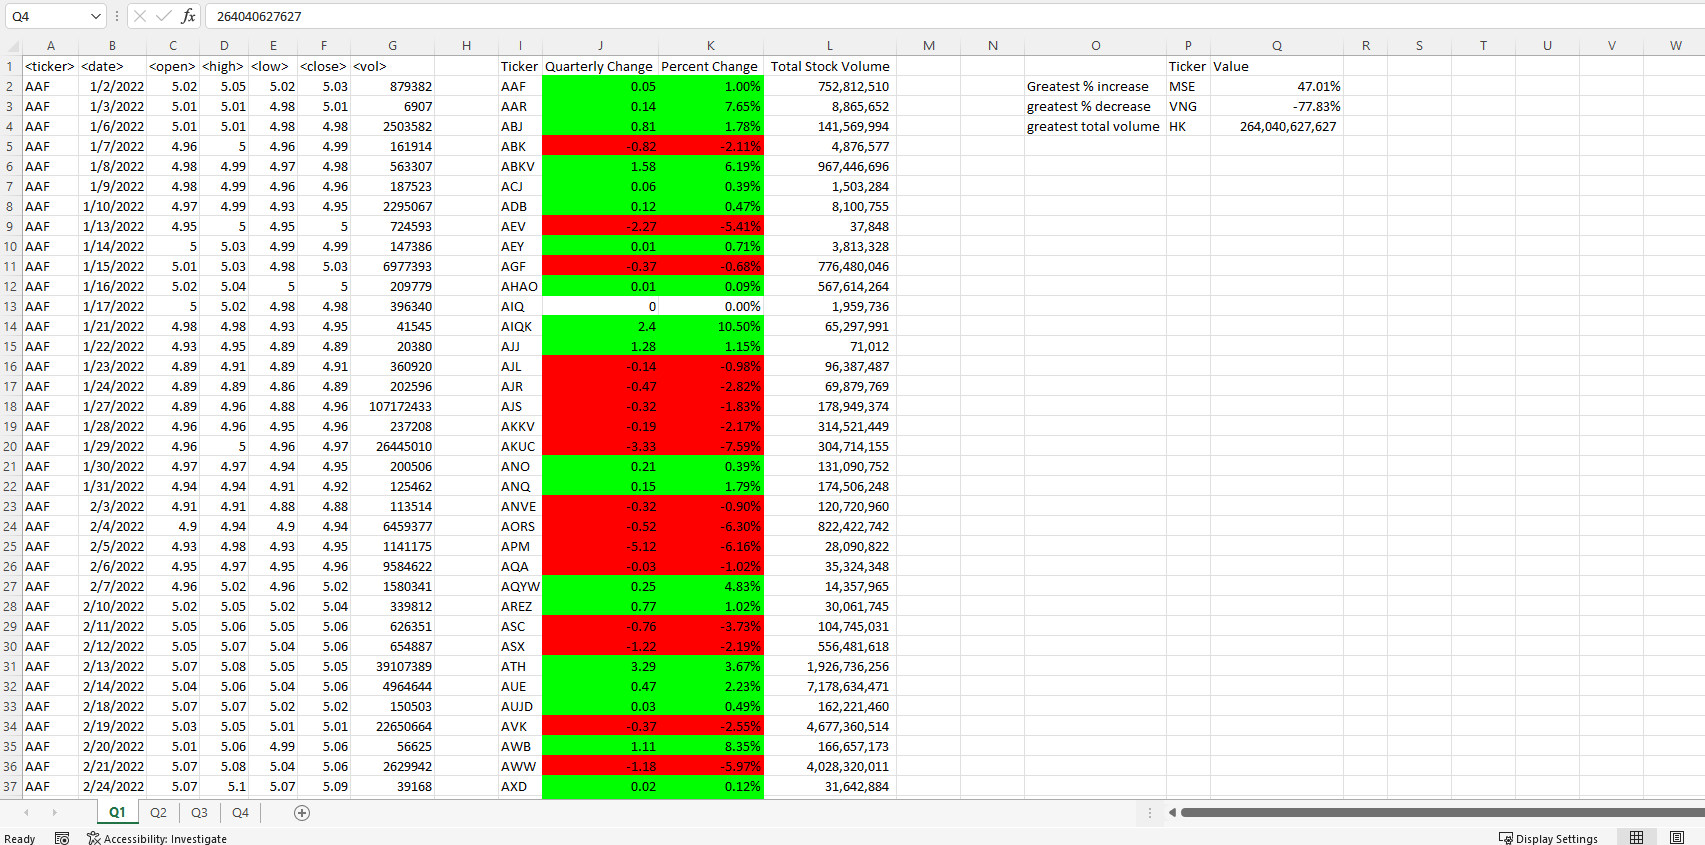 Q4 fx 264040627627
A B C D E F G H I J K L M N O P Q R S T U V W
1 <ticker> <date> <open> <high> <low> <close> <vol> Ticker Quarterly Change Percent Change Total Stock Volume Ticker Value
2 AAF 1/2/2022 5.02 5.05 5.02 5.03 879382 AAF 0.05 1.00% 752,812,510 Greatest % increase MSE 47.01%
3 AAF 1/3/2022 5.01 5.01 4.98 5.01 6907 AAR 0.14 7.65% 8,865,652 greatest % decrease VNG -77.83%
4 AAF 1/6/2022 5.01 5.01 4.98 4.98 2503582 ABJ 0.81 1.78% 141,569,994 greatest total volume HK 264,040,627,627
5 AAF 1/7/2022 4.96 5 4.96 4.99 161914 ABK -0.82 -2.11% 4,876,577
6 AAF 1/8/2022 4.98 4.99 4.97 4.98 563307 ABKV 1.58 6.19% 967,446,696
7 AAF 1/9/2022 4.98 4.99 4.96 4.96 187523 ACJ 0.06 0.39% 1,503,284
8 AAF 1/10/2022 4.97 4.99 4.93 4.95 2295067 ADB 0.12 0.47% 8,100,755
9 AAF 1/13/2022 4.95 5 4.95 5 724593 AEV -2.27 -5.41% 37,848
10 AAF 1/14/2022 5 5.03 4.99 4.99 147386 AEY 0.01 0.71% 3,813,328
11 AAF 1/15/2022 5.01 5.03 4.98 5.03 6977393 AGF -0.37 -0.68% 776,480,046
12 AAF 1/16/2022 5.02 5.04 5 5 209779 AHAO 0.01 0.09% 567,614,264
13 AAF 1/17/2022 5 5.02 4.98 4.98 396340 AIQ 0 0.00% 1,959,736
14 AAF 1/21/2022 4.98 4.98 4.93 4.95 41545 AIQK 2.4 10.50% 65,297,991
15 AAF 1/22/2022 4.93 4.95 4.89 4.89 20380 AJJ 1.28 1.15% 71,012
16 AAF 1/23/2022 4.89 4.91 4.89 4.91 360920 AJL -0.14 -0.98% 96,387,487
17 AAF 1/24/2022 4.89 4.89 4.86 4.89 202596 AJR -0.47 -2.82% 69,879,769
18 AAF 1/27/2022 4.89 4.96 4.88 4.96 107172433 AJS -0.32 -1.83% 178,949,374
19 AAF 1/28/2022 4.96 4.96 4.95 4.96 237208 AKKV -0.19 -2.17% 314,521,449
20 AAF 1/29/2022 4.96 5 4.96 4.97 26445010 AKUC -3.33 -7.59% 304,714,155
21 AAF 1/30/2022 4.97 4.97 4.94 4.95 200506 ANO 0.21 0.39% 131,090,752
22 AAF 1/31/2022 4.94 4.94 4.91 4.92 125462 ANQ 0.15 1.79% 174,506,248
23 AAF 2/3/2022 4.91 4.91 4.88 4.88 113514 ANVE -0.32 -0.90% 120,720,960
24 AAF 2/4/2022 4.9 4.94 4.9 4.94 6459377 AORS -0.52 -6.30% 822,422,742
25 AAF 2/5/2022 4.93 4.98 4.93 4.95 1141175 APM -5.12 -6.16% 28,090,822
26 AAF 2/6/2022 4.95 4.97 4.95 4.96 9584622 AQA -0.03 -1.02% 35,324,348
27 AAF 2/7/2022 4.96 5.02 4.96 5.02 1580341 AQYW 0.25 4.83% 14,357,965
28 AAF 2/10/2022 5.02 5.05 5.02 5.04 339812 AREZ 0.77 1.02% 30,061,745
29 AAF 2/11/2022 5.05 5.06 5.05 5.06 626351 ASC -0.76 -3.73% 104,745,031
30 AAF 2/12/2022 5.05 5.07 5.04 5.06 654887 ASX -1.22 -2.19% 556,481,618
31 AAF 2/13/2022 5.07 5.08 5.05 5.05 39107389 ATH 3.29 3.67% 1,926,736,256
32 AAF 2/14/2022 5.04 5.06 5.04 5.06 4964644 AUE 0.47 2.23% 7,178,634,471
33 AAF 2/18/2022 5.07 5.07 5.02 5.02 150503 AUJD 0.03 0.49% 162,221,460
34 AAF 2/19/2022 5.03 5.05 5.01 5.01 22650664 AVK -0.37 -2.55% 4,677,360,514
35 AAF 2/20/2022 5.01 5.06 4.99 5.06 56625 AWB 1.11 8.35% 166,657,173
36 AAF 2/21/2022 5.07 5.08 5.04 5.06 2629942 AWW -1.18 -5.97% 4,028,320,011
37 AAF 2/24/2022 5.07 5.1 5.07 5.09 39168 AXD 0.02 0.12% 31,642,884
Q1 Q2 Q3 Q4
Ready Accessibility: Investigate Display Settings